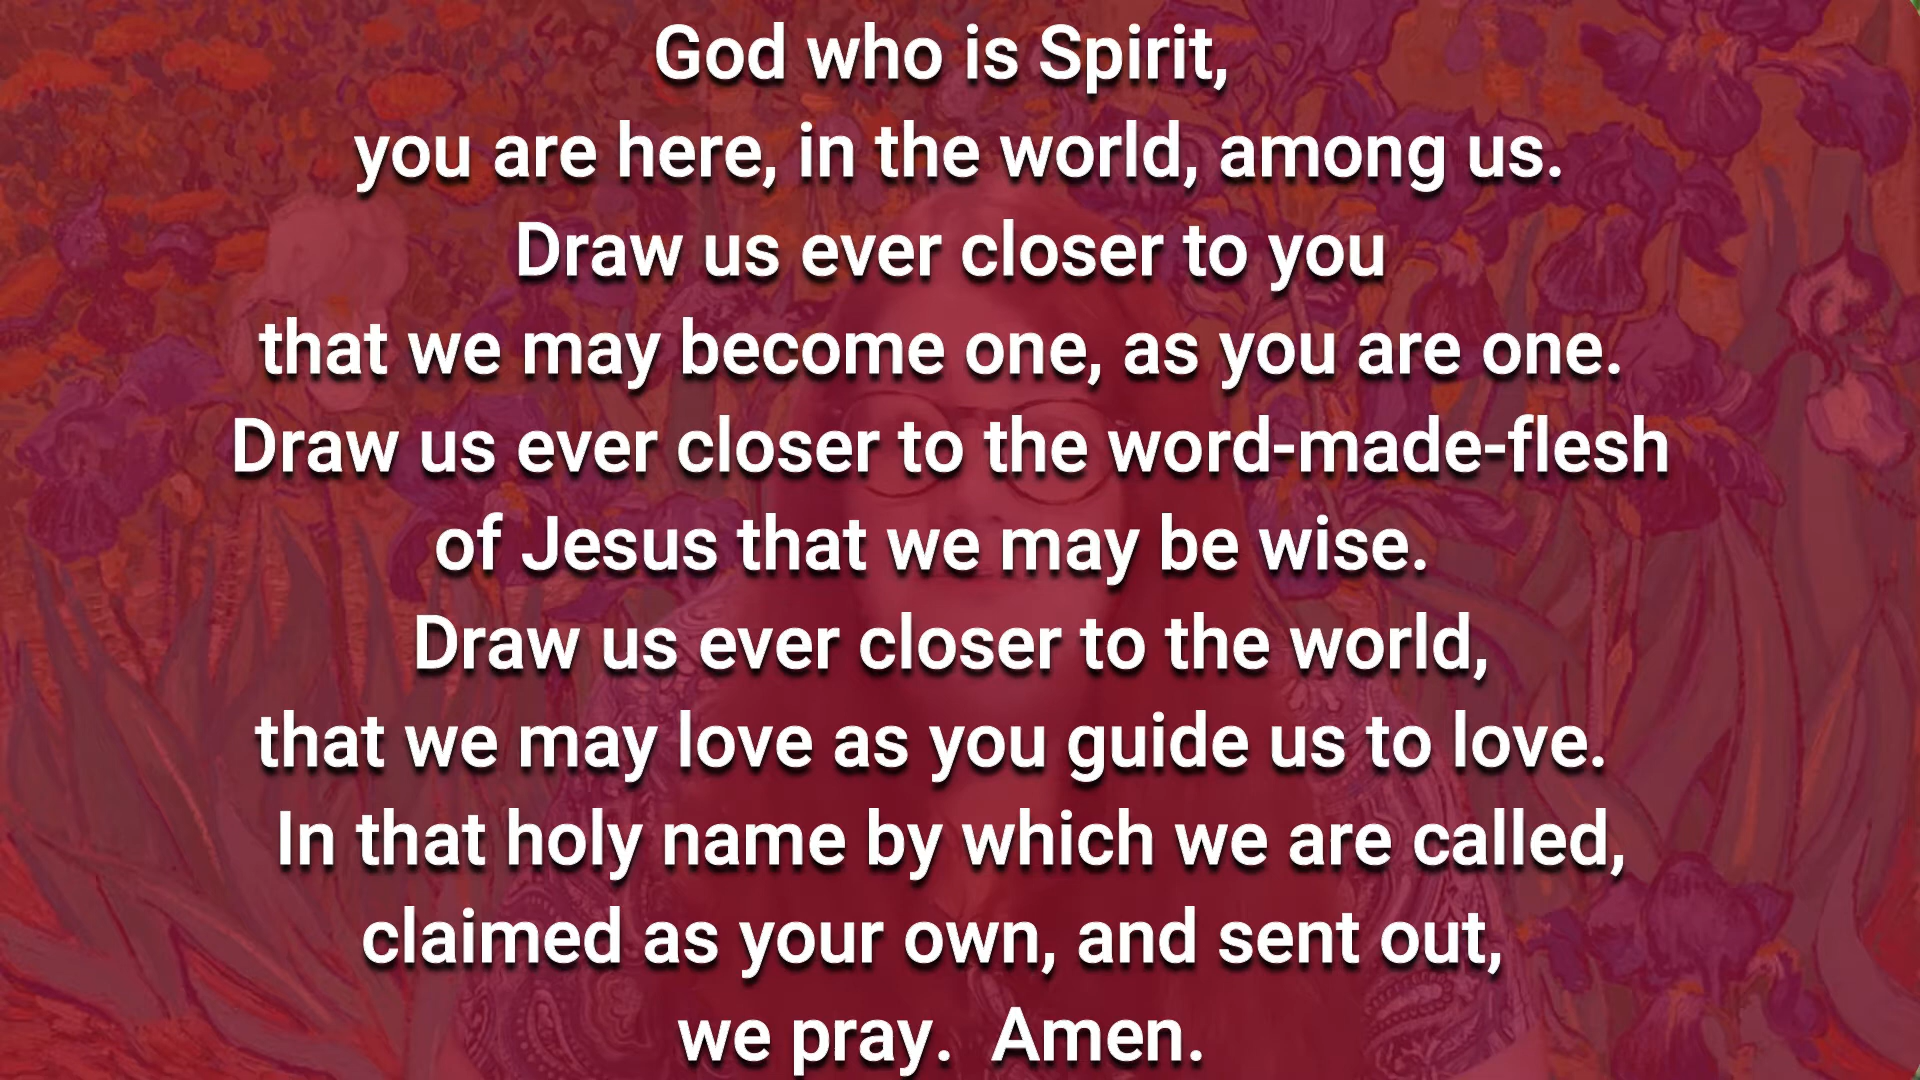 God who is Spirit,
you are here, in the world, among us.
Draw us ever closer to you
that we may become one, as you are one.
Draw us ever closer to the word-made-flesh
of Jesus that we may be wise.
Draw us ever closer to the world,
that we may love as you guide us to love.
In that holy name by which we are called,
claimed as your own, and sent out,
we pray.  Amen.